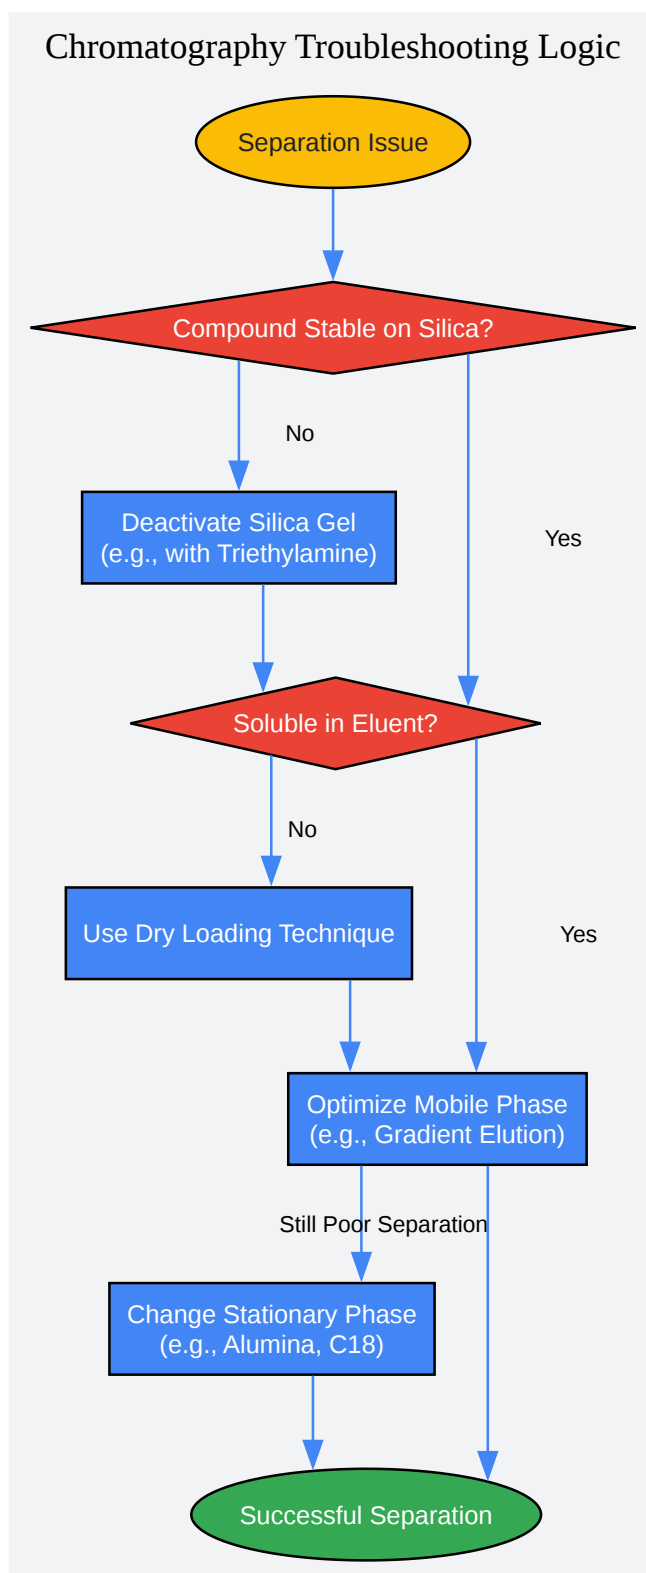 Chromatography Troubleshooting Logic
Separation Issue
Compound Stable on Silica?
No
Deactivate Silica Gel
(e.g., with Triethylamine)
Yes
Soluble in Eluent?
No
Use Dry Loading Technique
Yes
Optimize Mobile Phase
(e.g., Gradient Elution)
Still Poor Separation
Change Stationary Phase
(e.g., Alumina, C18)
Successful Separation